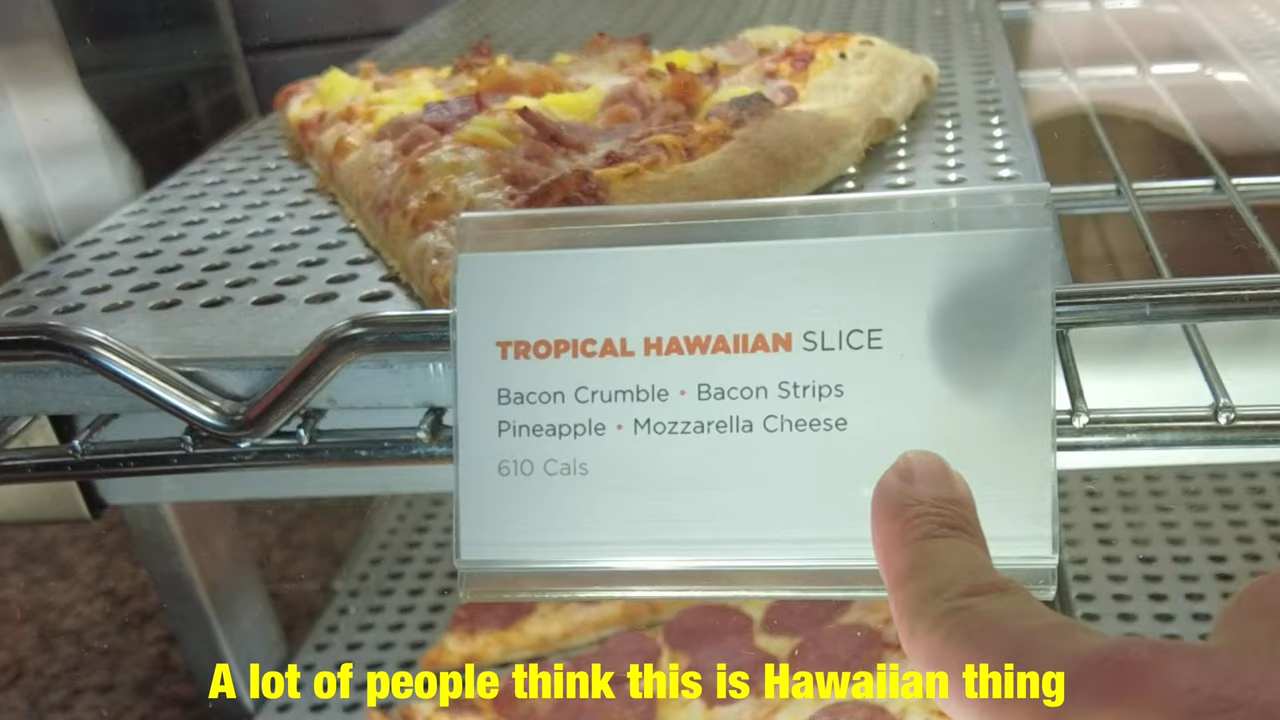 TROPICAL HAWAIIAN SLICE
Bacon Crumble • Bacon Strips
Pineapple • Mozzarella Cheese
610 Cals
A lot of people think this is Hawaiian thing